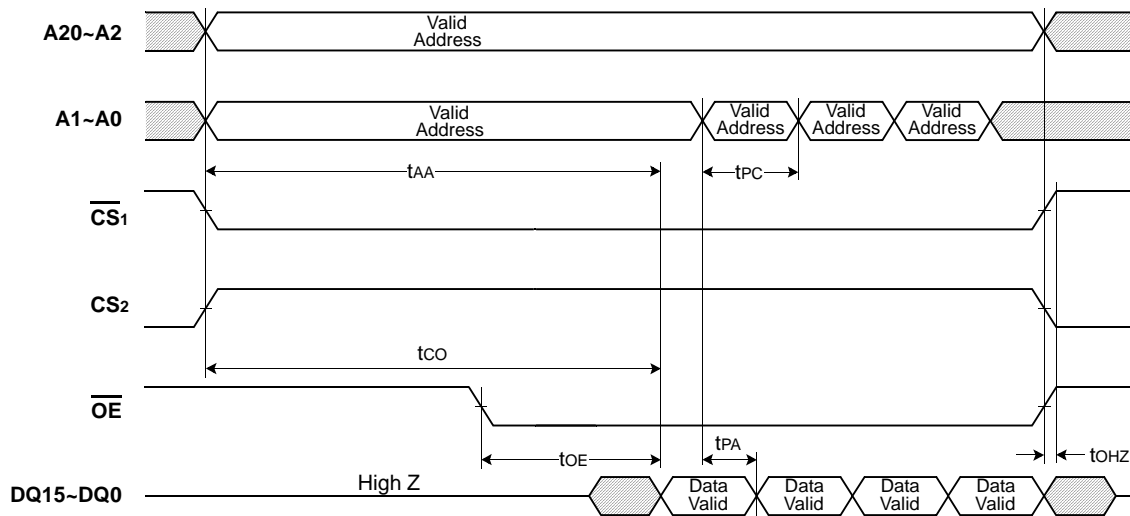 A20~A2
Valid
Address
A1~A0
Valid
Address
Valid
Address
Valid
Address
Valid
Address
tAA
tPC
CS1
CS2
tCO
OE
tOE
tPA
tOHZ
DQ15~DQ0
High Z
Data
Valid
Data
Valid
Data
Valid
Data
Valid